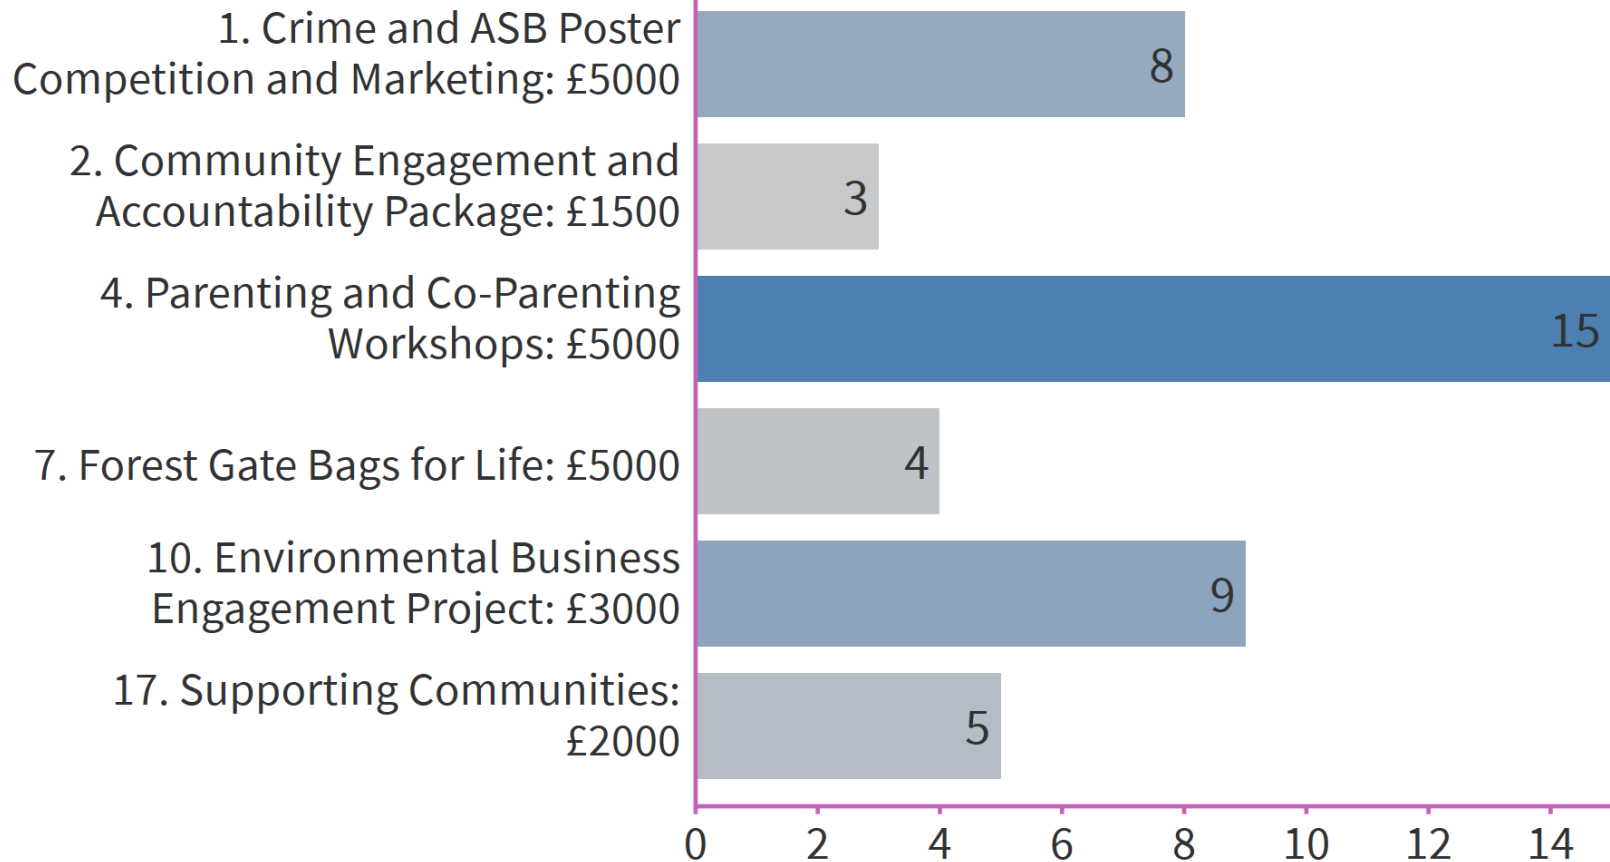 1. Crime and ASB Poster
Competition and Marketing: £5000
8
2. Community Engagement and
Accountability Package: £1500
3
4. Parenting and Co-Parenting
Workshops: £5000
15
7. Forest Gate Bags for Life: £5000
4
10. Environmental Business
Engagement Project: £3000
9
17. Supporting Communities:
£2000
5
0 2 4 6 8 10 12 14